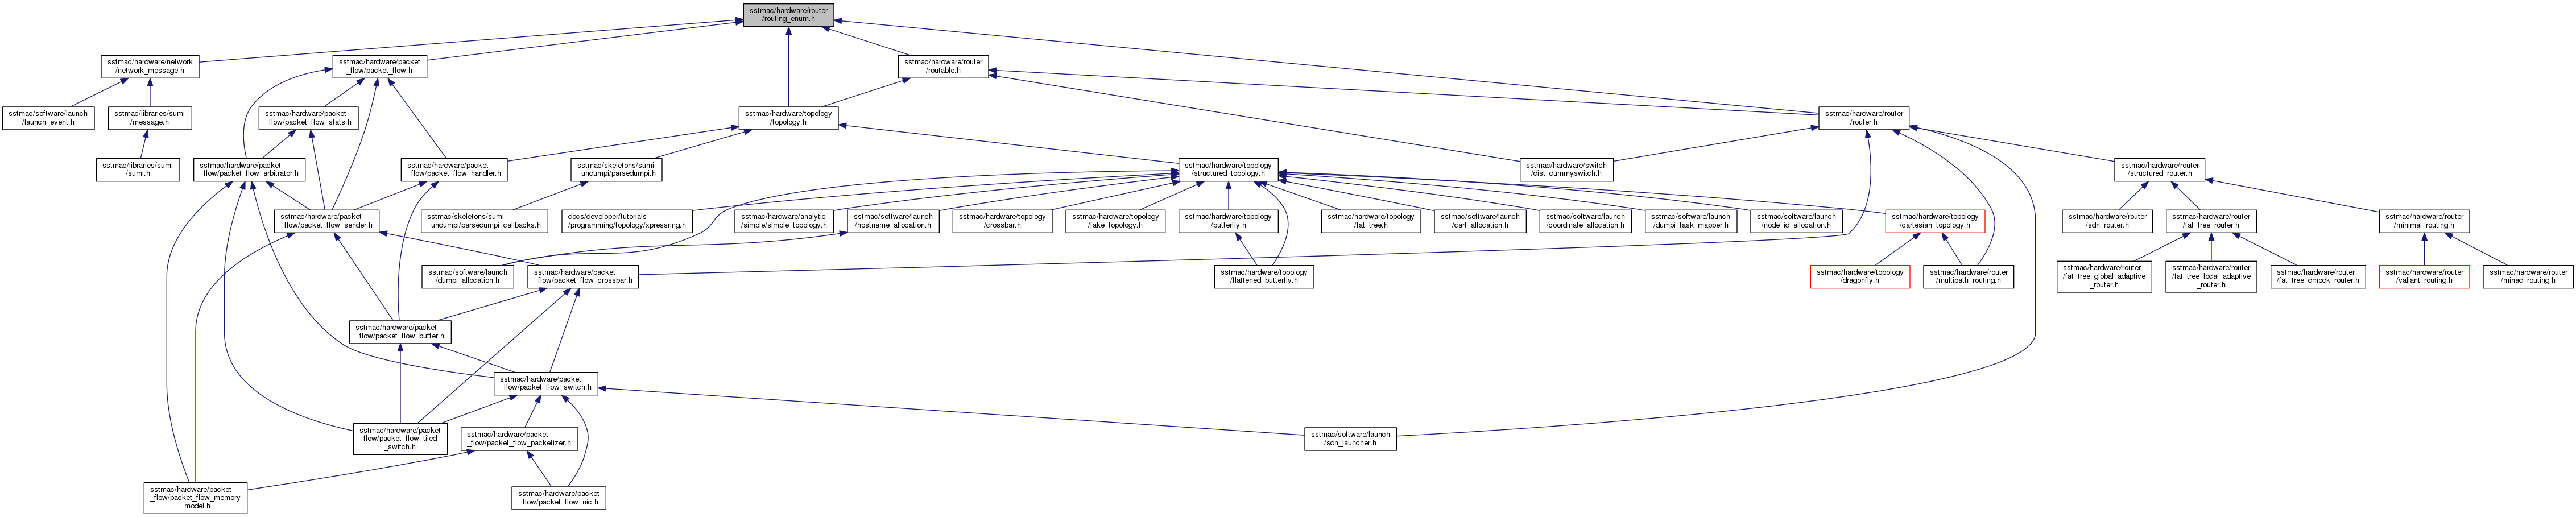 sstmac/hardware/router
/routing_enum.h
sstmac/hardware/network
/network_message.h
sstmac/hardware/packet
_flow/packet_flow.h
sstmac/hardware/router
/routable.h
sstmac/software/launch
/launch_event.h
sstmac/libraries/sumi
/message.h
sstmac/hardware/packet
_flow/packet_flow_stats.h
sstmac/hardware/topology
/topology.h
sstmac/hardware/router
/router.h
sstmac/libraries/sumi
/sumi.h
sstmac/hardware/packet
_flow/packet_flow_arbitrator.h
sstmac/hardware/packet
_flow/packet_flow_handler.h
sstmac/skeletons/sumi
_undumpi/parsedumpi.h
sstmac/hardware/topology
/structured_topology.h
sstmac/hardware/switch
/dist_dummyswitch.h
sstmac/hardware/router
/structured_router.h
sstmac/hardware/packet
_flow/packet_flow_sender.h
sstmac/skeletons/sumi
_undumpi/parsedumpi_callbacks.h
docs/developer/tutorials
/programming/topology/xpressring.h
sstmac/hardware/analytic
/simple/simple_topology.h
sstmac/software/launch
/hostname_allocation.h
sstmac/hardware/topology
/crossbar.h
sstmac/hardware/topology
/fake_topology.h
sstmac/hardware/topology
/butterfly.h
sstmac/hardware/topology
/fat_tree.h
sstmac/software/launch
/cart_allocation.h
sstmac/software/launch
/coordinate_allocation.h
sstmac/software/launch
/dumpi_task_mapper.h
sstmac/software/launch
/node_id_allocation.h
sstmac/hardware/topology
/cartesian_topology.h
sstmac/hardware/router
/sdn_router.h
sstmac/hardware/router
/fat_tree_router.h
sstmac/hardware/router
/minimal_routing.h
sstmac/software/launch
/dumpi_allocation.h
sstmac/hardware/packet
_flow/packet_flow_crossbar.h
sstmac/hardware/topology
/flattened_butterfly.h
sstmac/hardware/topology
/dragonfly.h
sstmac/hardware/router
/multipath_routing.h
sstmac/hardware/router
/fat_tree_global_adaptive
_router.h
sstmac/hardware/router
/fat_tree_local_adaptive
_router.h
sstmac/hardware/router
/fat_tree_dmodk_router.h
sstmac/hardware/router
/valiant_routing.h
sstmac/hardware/router
/minad_routing.h
sstmac/hardware/packet
_flow/packet_flow_buffer.h
sstmac/hardware/packet
_flow/packet_flow_switch.h
sstmac/hardware/packet
_flow/packet_flow_tiled
_switch.h
sstmac/hardware/packet
_flow/packet_flow_packetizer.h
sstmac/software/launch
/sdn_launcher.h
sstmac/hardware/packet
_flow/packet_flow_memory
_model.h
sstmac/hardware/packet
_flow/packet_flow_nic.h